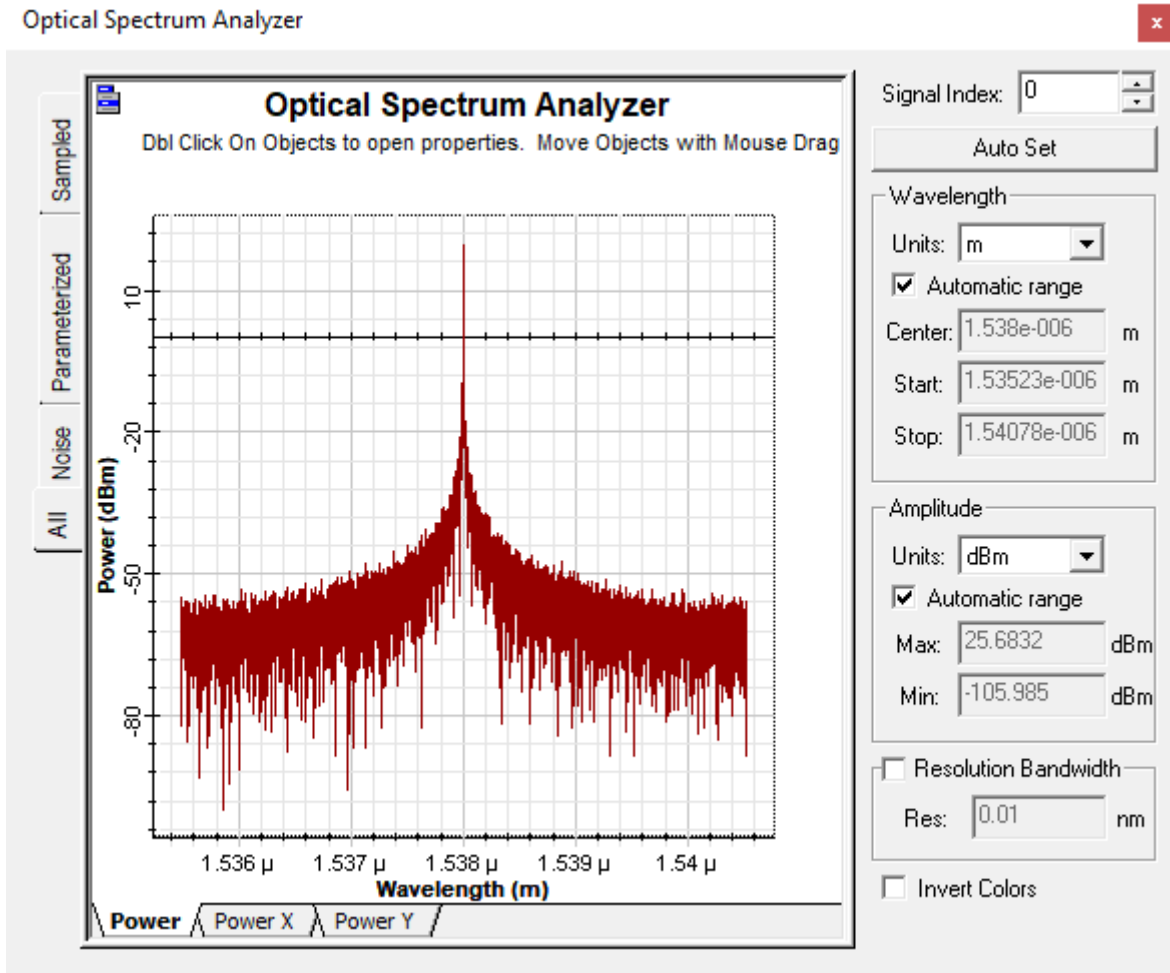 Optical Spectrum Analyzer
x
Sampled
Parameterized
Noise
All
Optical Spectrum Analyzer
Dbl Click On Objects to open properties. Move Objects with Mouse Drag
Power (dBm)
10
-20
-50
-80
1.536 µ 1.537 µ 1.538 µ 1.539 µ 1.54 µ
Wavelength (m)
Power Power X Power Y
Signal Index: 0
Auto Set
Wavelength
Units: m
Automatic range
Center: 1.538e-006 m
Start: 1.53523e-006 m
Stop: 1.54078e-006 m
Amplitude
Units: dBm
Automatic range
Max: 25.6832 dBm
Min: -105.985 dBm
Resolution Bandwidth
Res: 0.01 nm
Invert Colors